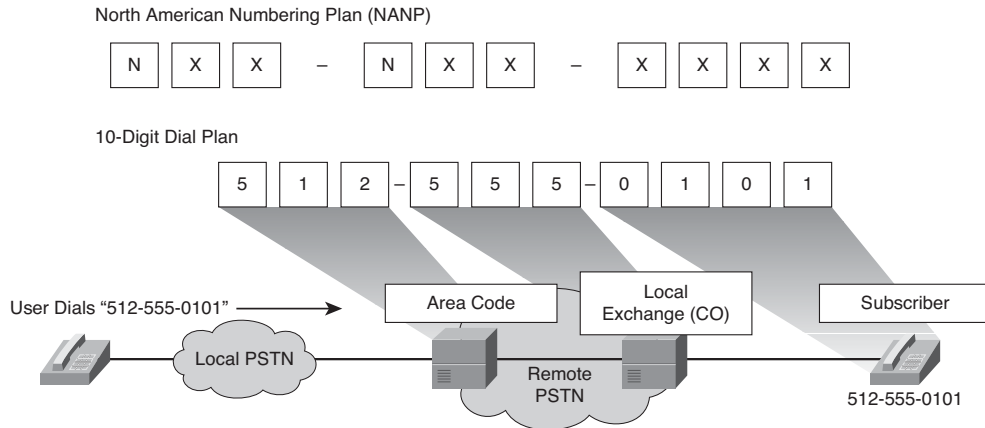 North American Numbering Plan (NANP)
N X X – N X X – X X X X
10-Digit Dial Plan
5 1 2 – 5 5 5 – 0 1 0 1
User Dials “512-555-0101”
Area Code
Local
Exchange (CO)
Subscriber
Local PSTN
Remote
PSTN
512-555-0101